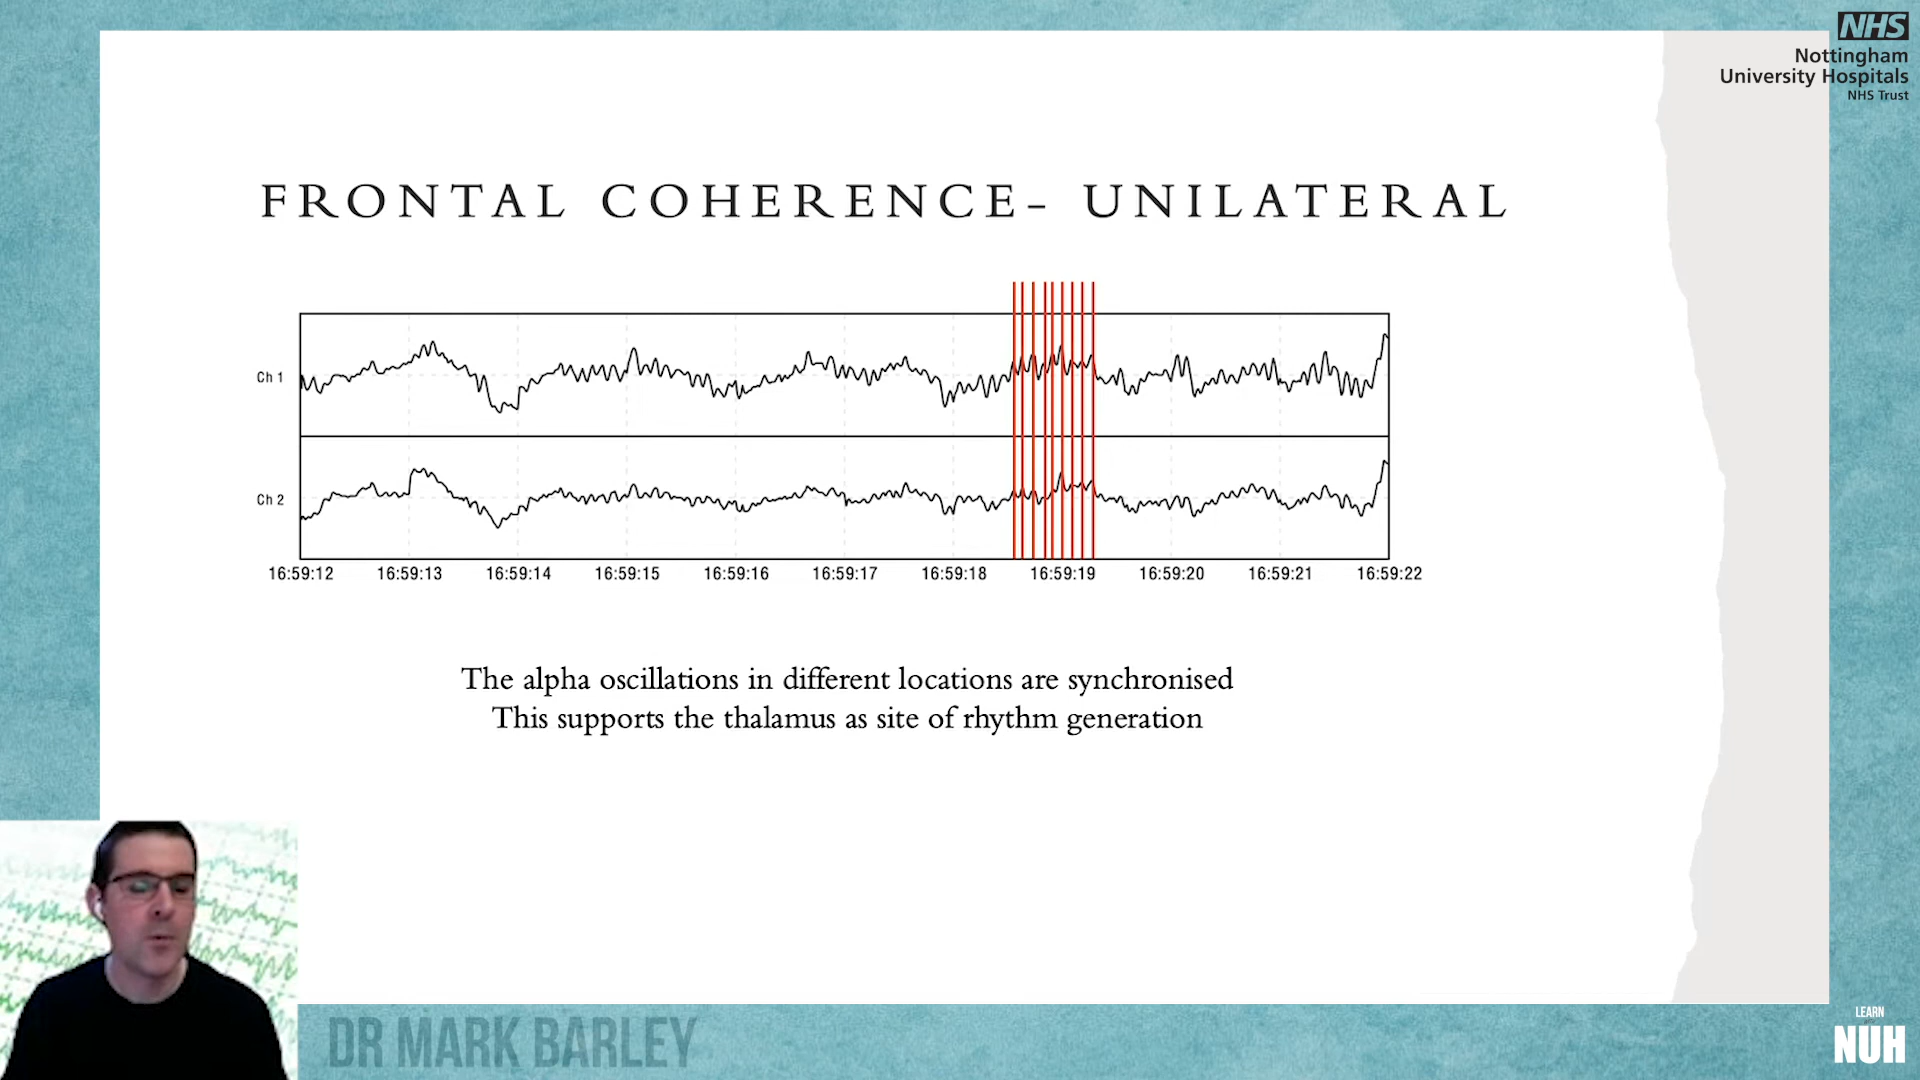 NHS
Nottingham
University Hospitals
NHS Trust
FRONTAL COHERENCE– UNILATERAL
Ch 1
Ch 2
16:59:12 16:59:13 16:59:14 16:59:15 16:59:16 16:59:17 16:59:18 16:59:19 16:59:20 16:59:21 16:59:22
The alpha oscillations in different locations are synchronised
This supports the thalamus as site of rhythm generation
DR MARK BARLEY
LEARN
NUH